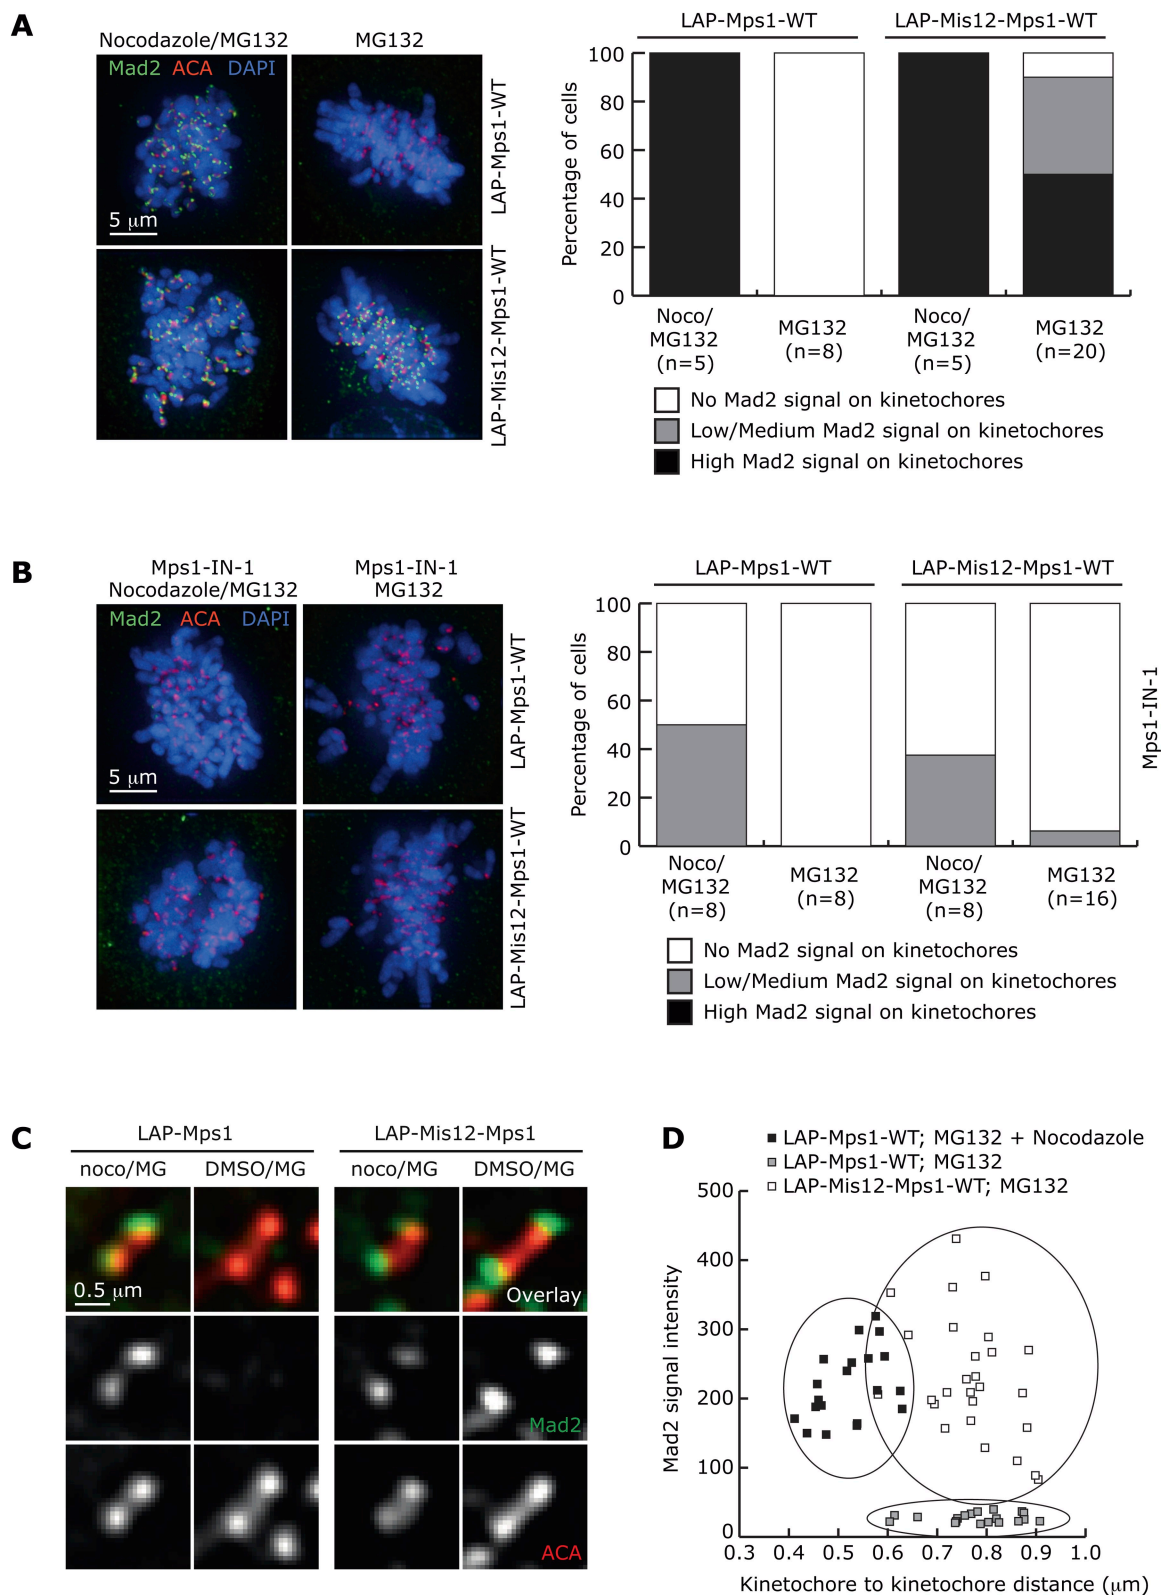 A
Nocodazole/MG132
MG132
Mad2 ACA DAPI
5 μm
LAP-Mps1-WT
LAP-Mis12-Mps1-WT
LAP-Mps1-WT
LAP-Mis12-Mps1-WT
Percentage of cells
100
80
60
40
20
0
Noco/
MG132
(n=5)
MG132
(n=8)
Noco/
MG132
(n=5)
MG132
(n=20)
No Mad2 signal on kinetochores
Low/Medium Mad2 signal on kinetochores
High Mad2 signal on kinetochores
B
Mps1-IN-1
Nocodazole/MG132
Mps1-IN-1
MG132
Mad2 ACA DAPI
5 μm
LAP-Mps1-WT
LAP-Mis12-Mps1-WT
LAP-Mps1-WT
LAP-Mis12-Mps1-WT
Percentage of cells
100
80
60
40
20
0
Noco/
MG132
(n=8)
MG132
(n=8)
Noco/
MG132
(n=8)
MG132
(n=16)
Mps1-IN-1
No Mad2 signal on kinetochores
Low/Medium Mad2 signal on kinetochores
High Mad2 signal on kinetochores
C
LAP-Mps1
LAP-Mis12-Mps1
noco/MG
DMSO/MG
noco/MG
DMSO/MG
0.5 μm
Overlay
Mad2
ACA
D
LAP-Mps1-WT; MG132 + Nocodazole
LAP-Mps1-WT; MG132
LAP-Mis12-Mps1-WT; MG132
Mad2 signal intensity
500
400
300
200
100
0
0.3 0.4 0.5 0.6 0.7 0.8 0.9 1.0
Kinetochore to kinetochore distance (μm)